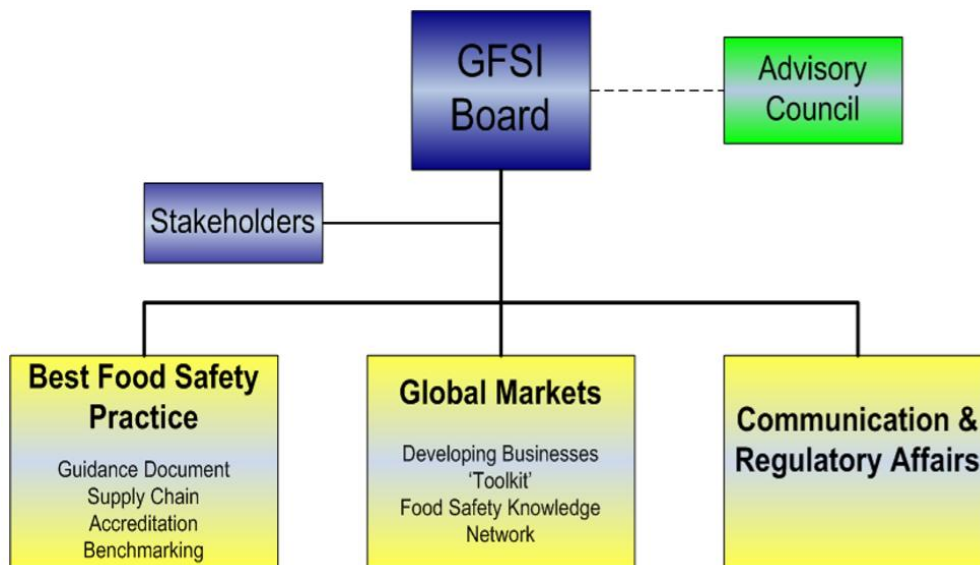 GFSI
Board
Advisory
Council
Stakeholders
Best Food Safety
Practice
Guidance Document
Supply Chain
Accreditation
Benchmarking
Global Markets
Developing Businesses
‘Toolkit’
Food Safety Knowledge
Network
Communication &
Regulatory Affairs